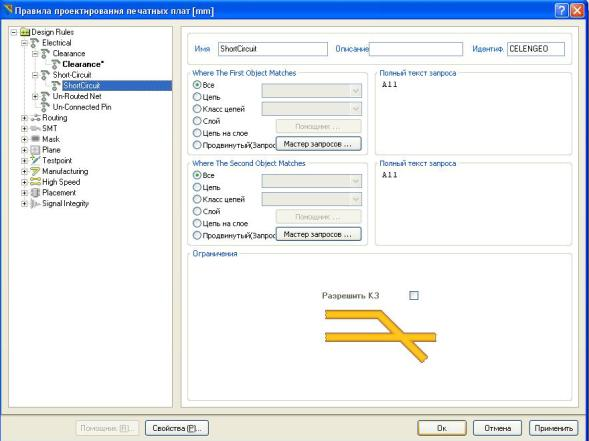 Правила проектирования печатных плат [mm]
Design Rules
Electrical
Clearance
Clearance*
Short-Circuit
ShortCircuit
Un-Routed Net
Un-Connected Pin
Routing
SMT
Mask
Plane
Testpoint
Manufacturing
High Speed
Placement
Signal Integrity
Имя ShortCircuit Описание Идентиф. CELENGEO
Where The First Object Matches
Все
Цепь
Класс цепей
Слой
Цепь на слое
Продвинутый(Запрос
Помощник ...
Мастер запросов ...
Полный текст запроса
All
Where The Second Object Matches
Все
Цепь
Класс цепей
Слой
Цепь на слое
Продвинутый(Запрос
Помощник ...
Мастер запросов ...
Полный текст запроса
All
Ограничения
Разрешить К.З
Помощник [R]... Свойства [P]... Ок Отмена Применить